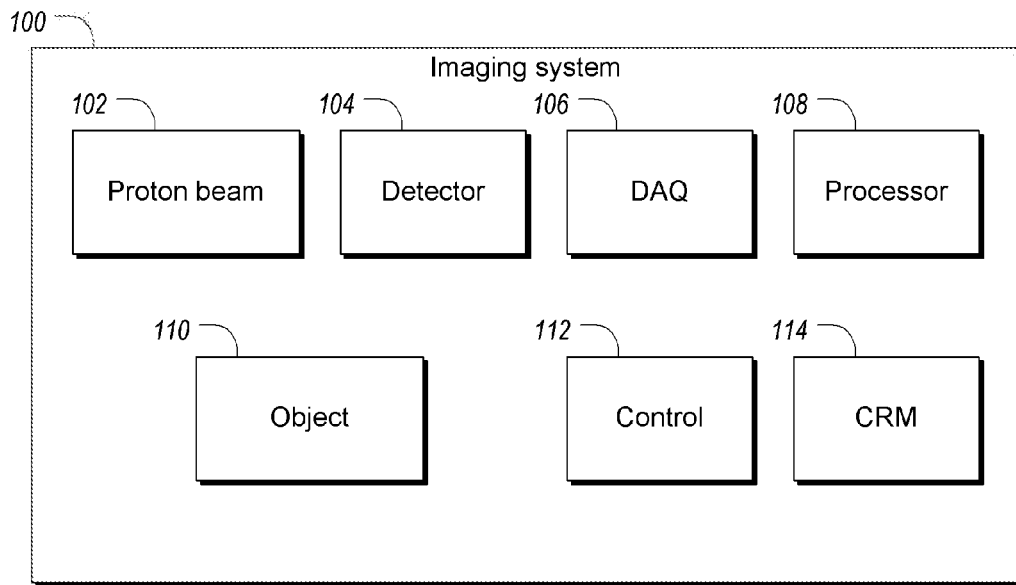 100
Imaging system
102 104 106 108
Proton beam Detector DAQ Processor
110 112 114
Object Control CRM